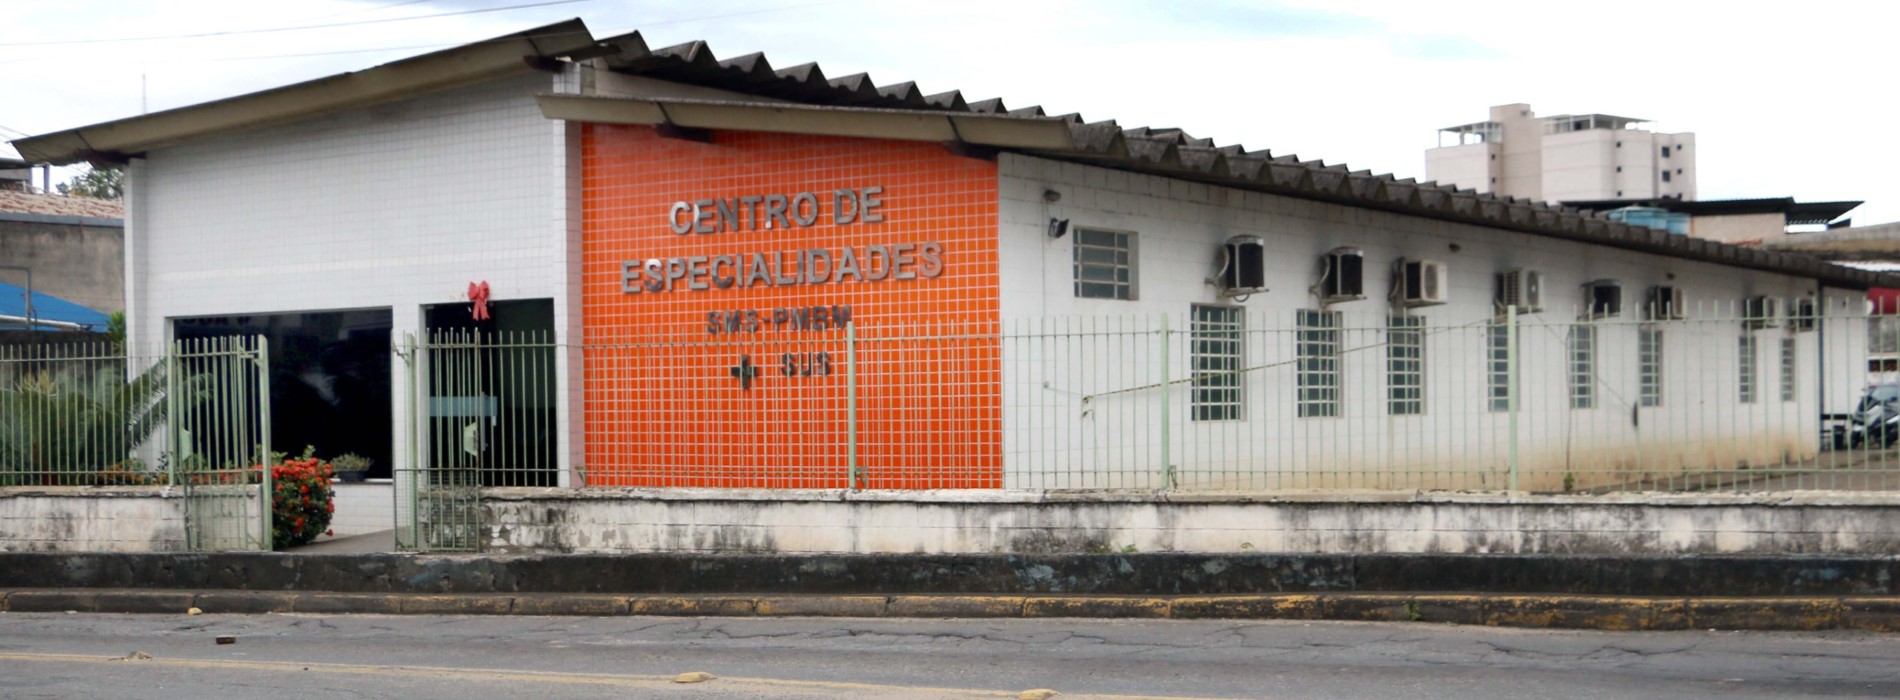 CENTRO DE
ESPECIALIDADES
SMS-PMBM
SUS